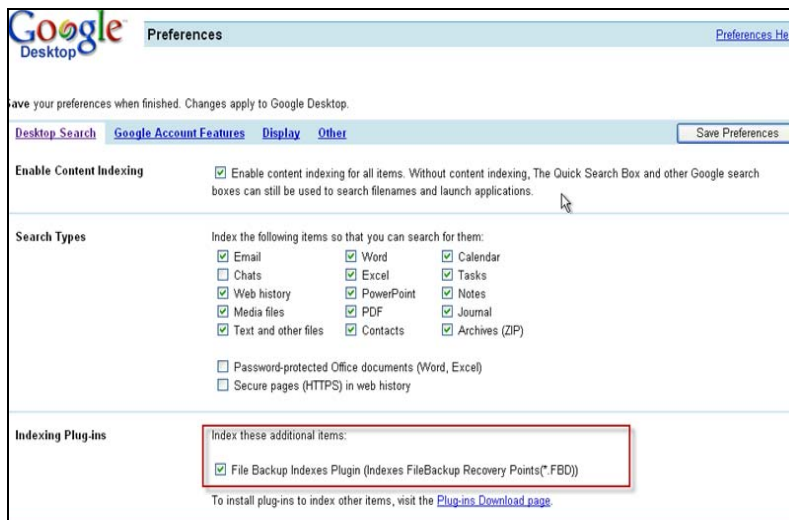 Google
Desktop
Preferences
Preferences He
ave your preferences when finished. Changes apply to Google Desktop.
Desktop Search Google Account Features Display Other Save Preferences
Enable Content Indexing Enable content indexing for all items. Without content indexing, The Quick Search Box and other Google search
boxes can still be used to search filenames and launch applications.
Search Types Index the following items so that you can search for them:
Email Word Calendar
Chats Excel Tasks
Web history PowerPoint Notes
Media files PDF Journal
Text and other files Contacts Archives (ZIP)
Password-protected Office documents (Word, Excel)
Secure pages (HTTPS) in web history
Indexing Plug-ins Index these additional items:
File Backup Indexes Plugin (Indexes FileBackup Recovery Points(*.FBD))
To install plug-ins to index other items, visit the Plug-ins Download page.